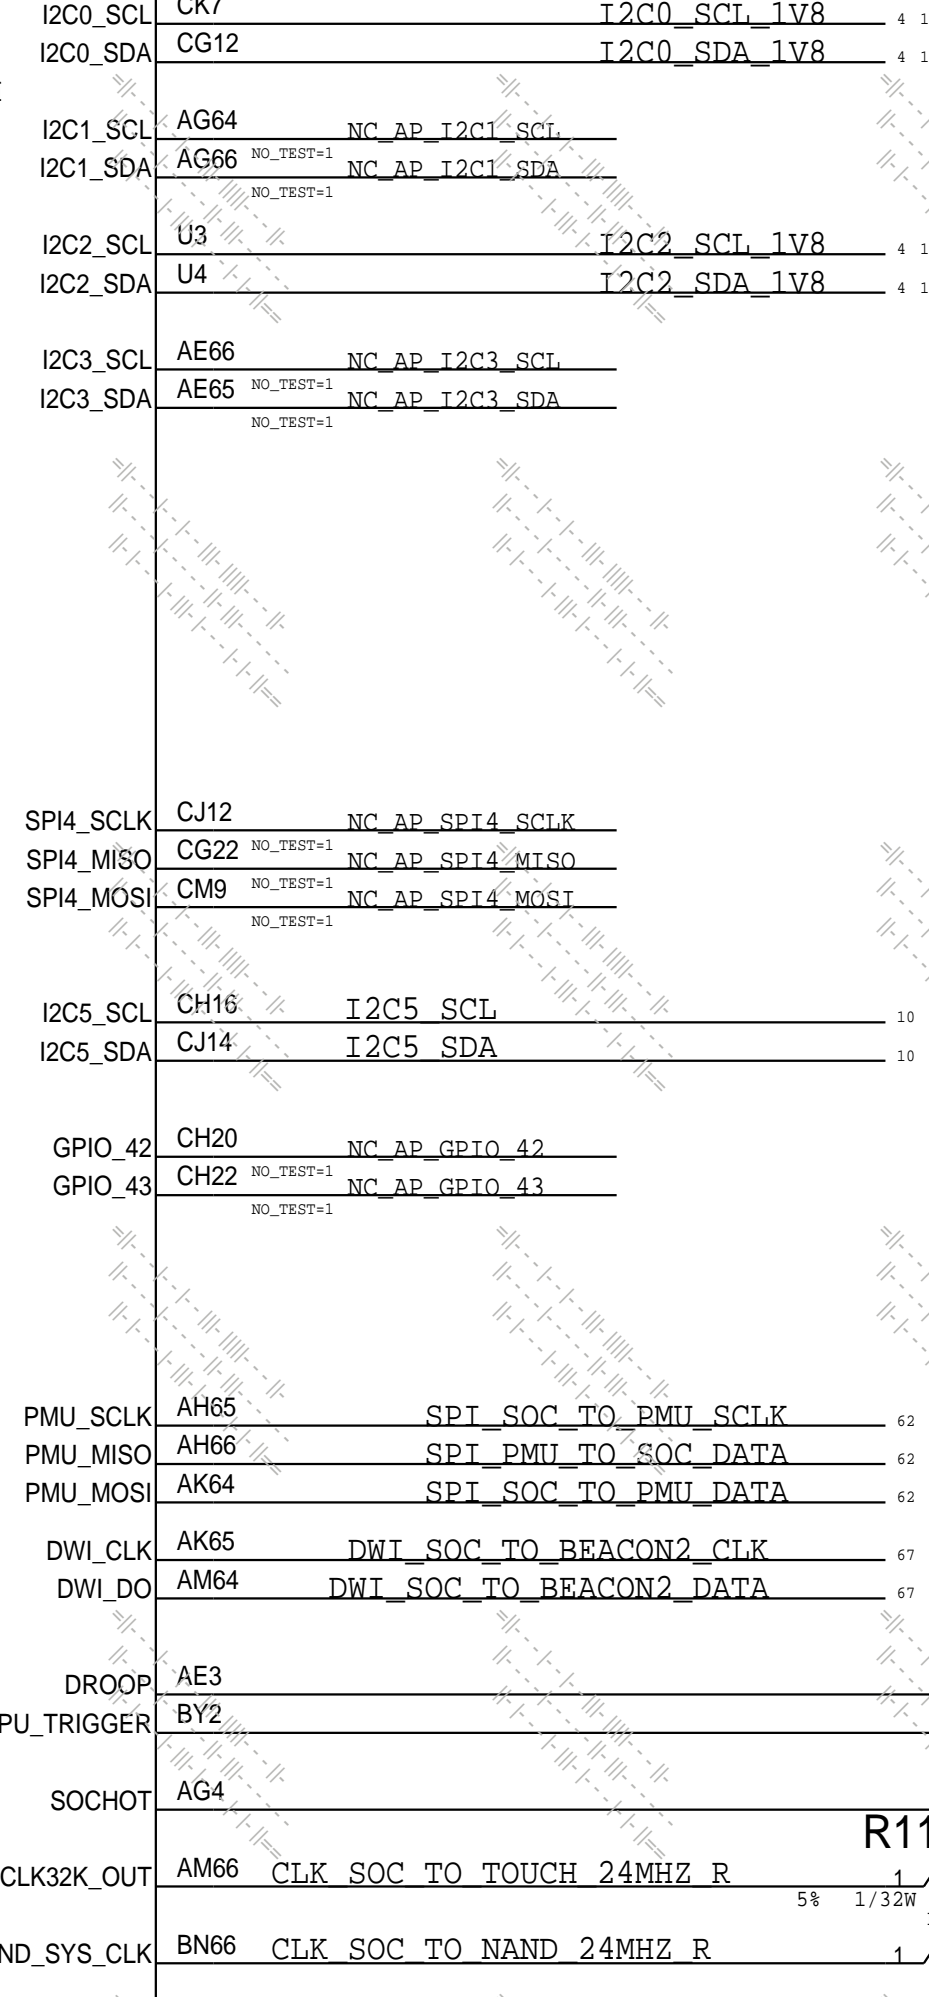 I2C0_SCL CK7 I2C0_SCL_1V8 4 1
I2C0_SDA CG12 I2C0_SDA_1V8 4 1
I2C1_SCL AG64 NC_AP_I2C1_SCL
NO_TEST=1
I2C1_SDA AG66 NC_AP_I2C1_SDA
NO_TEST=1
I2C2_SCL U3 I2C2_SCL_1V8 4 1
I2C2_SDA U4 I2C2_SDA_1V8 4 1
I2C3_SCL AE66 NC_AP_I2C3_SCL
NO_TEST=1
I2C3_SDA AE65 NC_AP_I2C3_SDA
NO_TEST=1
SPI4_SCLK CJ12 NC_AP_SPI4_SCLK
NO_TEST=1
SPI4_MISO CG22 NC_AP_SPI4_MISO
NO_TEST=1
SPI4_MOSI CM9 NC_AP_SPI4_MOSI
NO_TEST=1
I2C5_SCL CH16 I2C5_SCL 10
I2C5_SDA CJ14 I2C5_SDA 10
GPIO_42 CH20 NC_AP_GPIO_42
NO_TEST=1
GPIO_43 CH22 NC_AP_GPIO_43
NO_TEST=1
PMU_SCLK AH65 SPI_SOC_TO_PMU_SCLK 62
PMU_MISO AH66 SPI_PMU_TO_SOC_DATA 62
PMU_MOSI AK64 SPI_SOC_TO_PMU_DATA 62
DWI_CLK AK65 DWI_SOC_TO_BEACON2_CLK 67
DWI_DO AM64 DWI_SOC_TO_BEACON2_DATA 67
DROOP AE3
PU_TRIGGER BY2
SOCHOT AG4
R11
CLK32K_OUT AM66 CLK_SOC_TO_TOUCH_24MHZ_R 1
5% 1/32W
ND_SYS_CLK BN66 CLK_SOC_TO_NAND_24MHZ_R 1